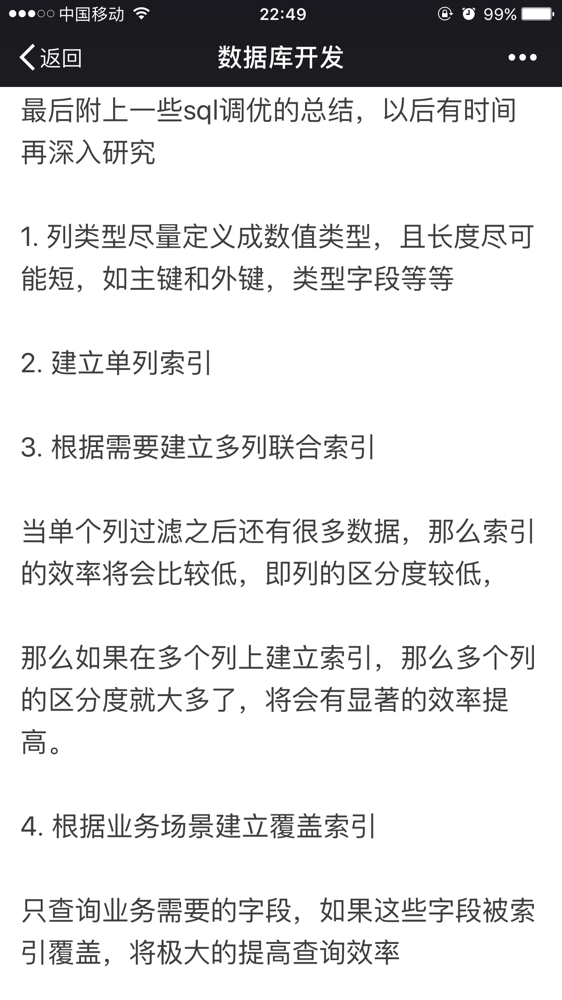 中国移动 22:49 99%
返回 数据库开发
最后附上一些sql调优的总结，以后有时间
再深入研究
1. 列类型尽量定义成数值类型，且长度尽可
能短，如主键和外键，类型字段等等
2. 建立单列索引
3. 根据需要建立多列联合索引
当单个列过滤之后还有很多数据，那么索引
的效率将会比较低，即列的区分度较低，
那么如果在多个列上建立索引，那么多个列
的区分度就大多了，将会有显著的效率提
高。
4. 根据业务场景建立覆盖索引
只查询业务需要的字段，如果这些字段被索
引覆盖，将极大的提高查询效率